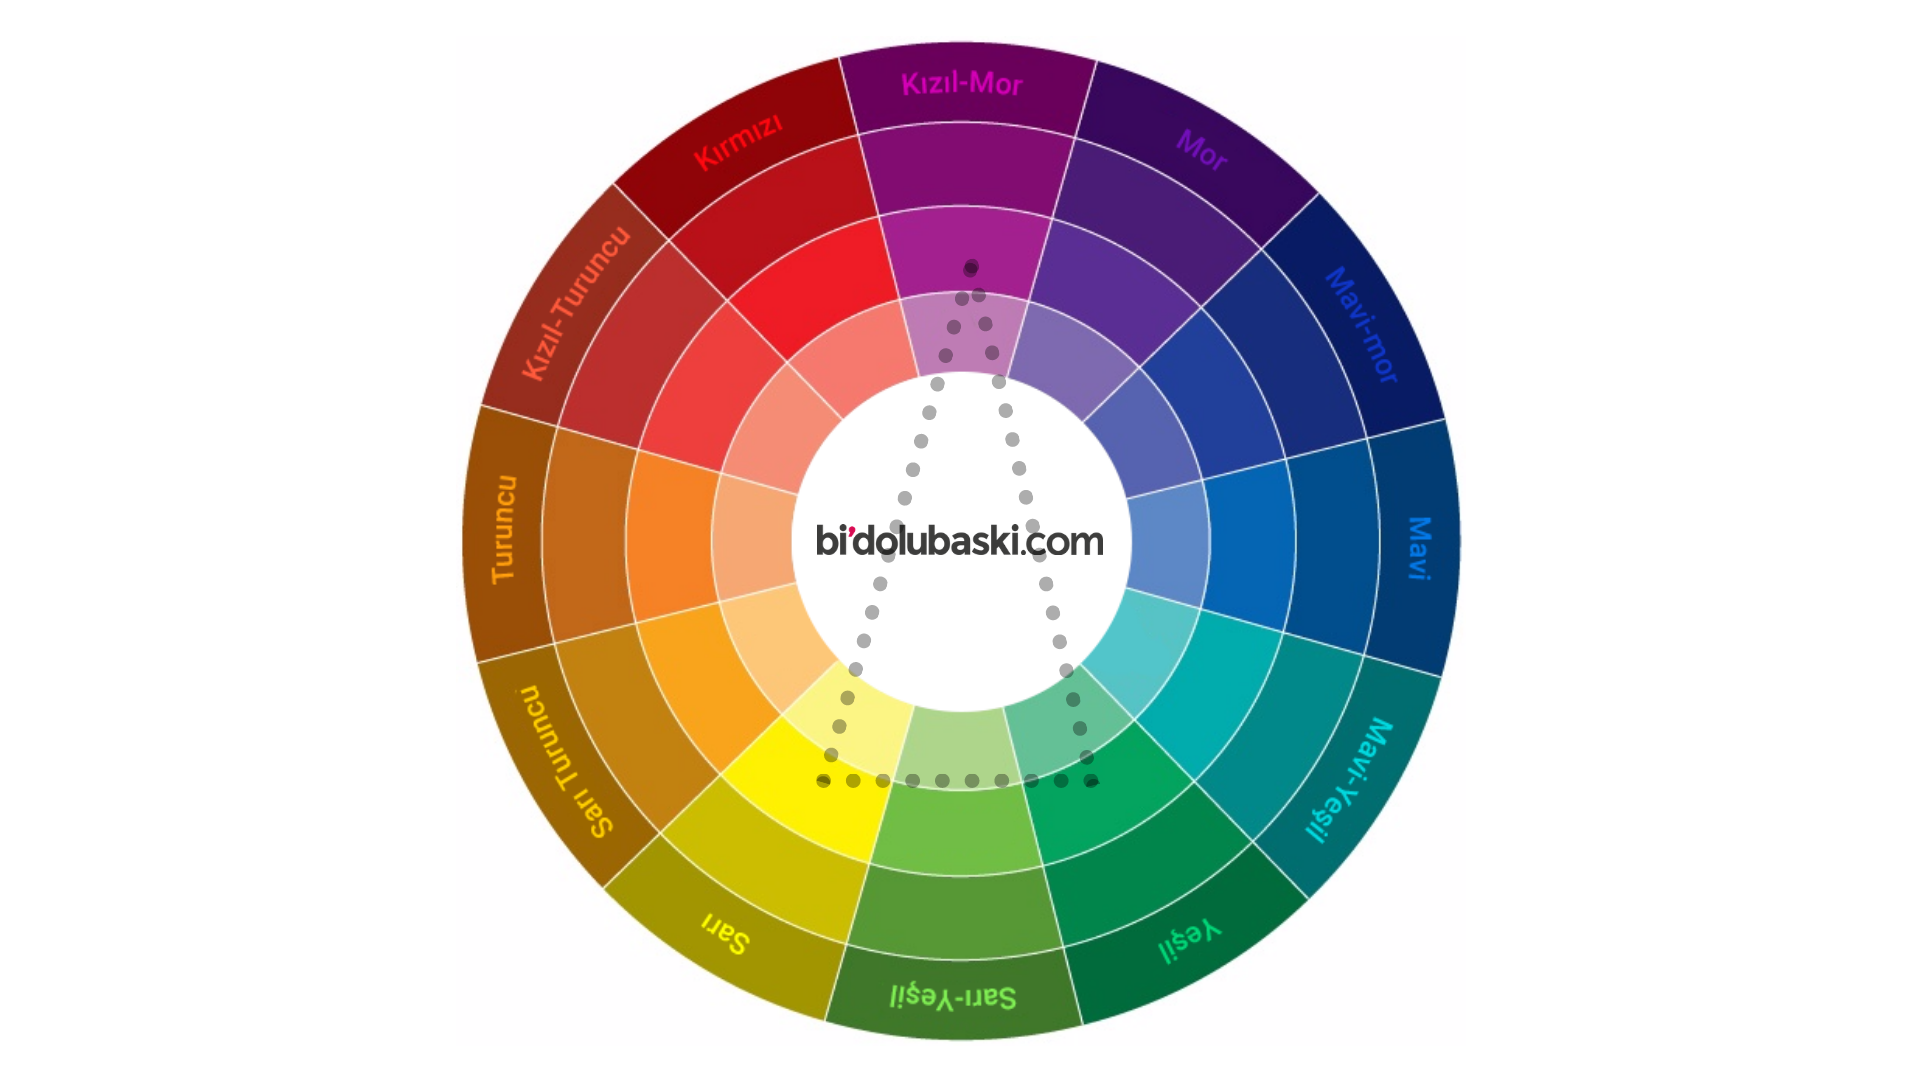 Kızıl-Mor
Mor
Mavi-mor
Mavi
Mavi-Yeşil
Yeşil
Sarı-Yeşil
Sarı
Sarı Turuncu
Turuncu
Kızıl-Turuncu
Kırmızı
bi'dolubaski.com